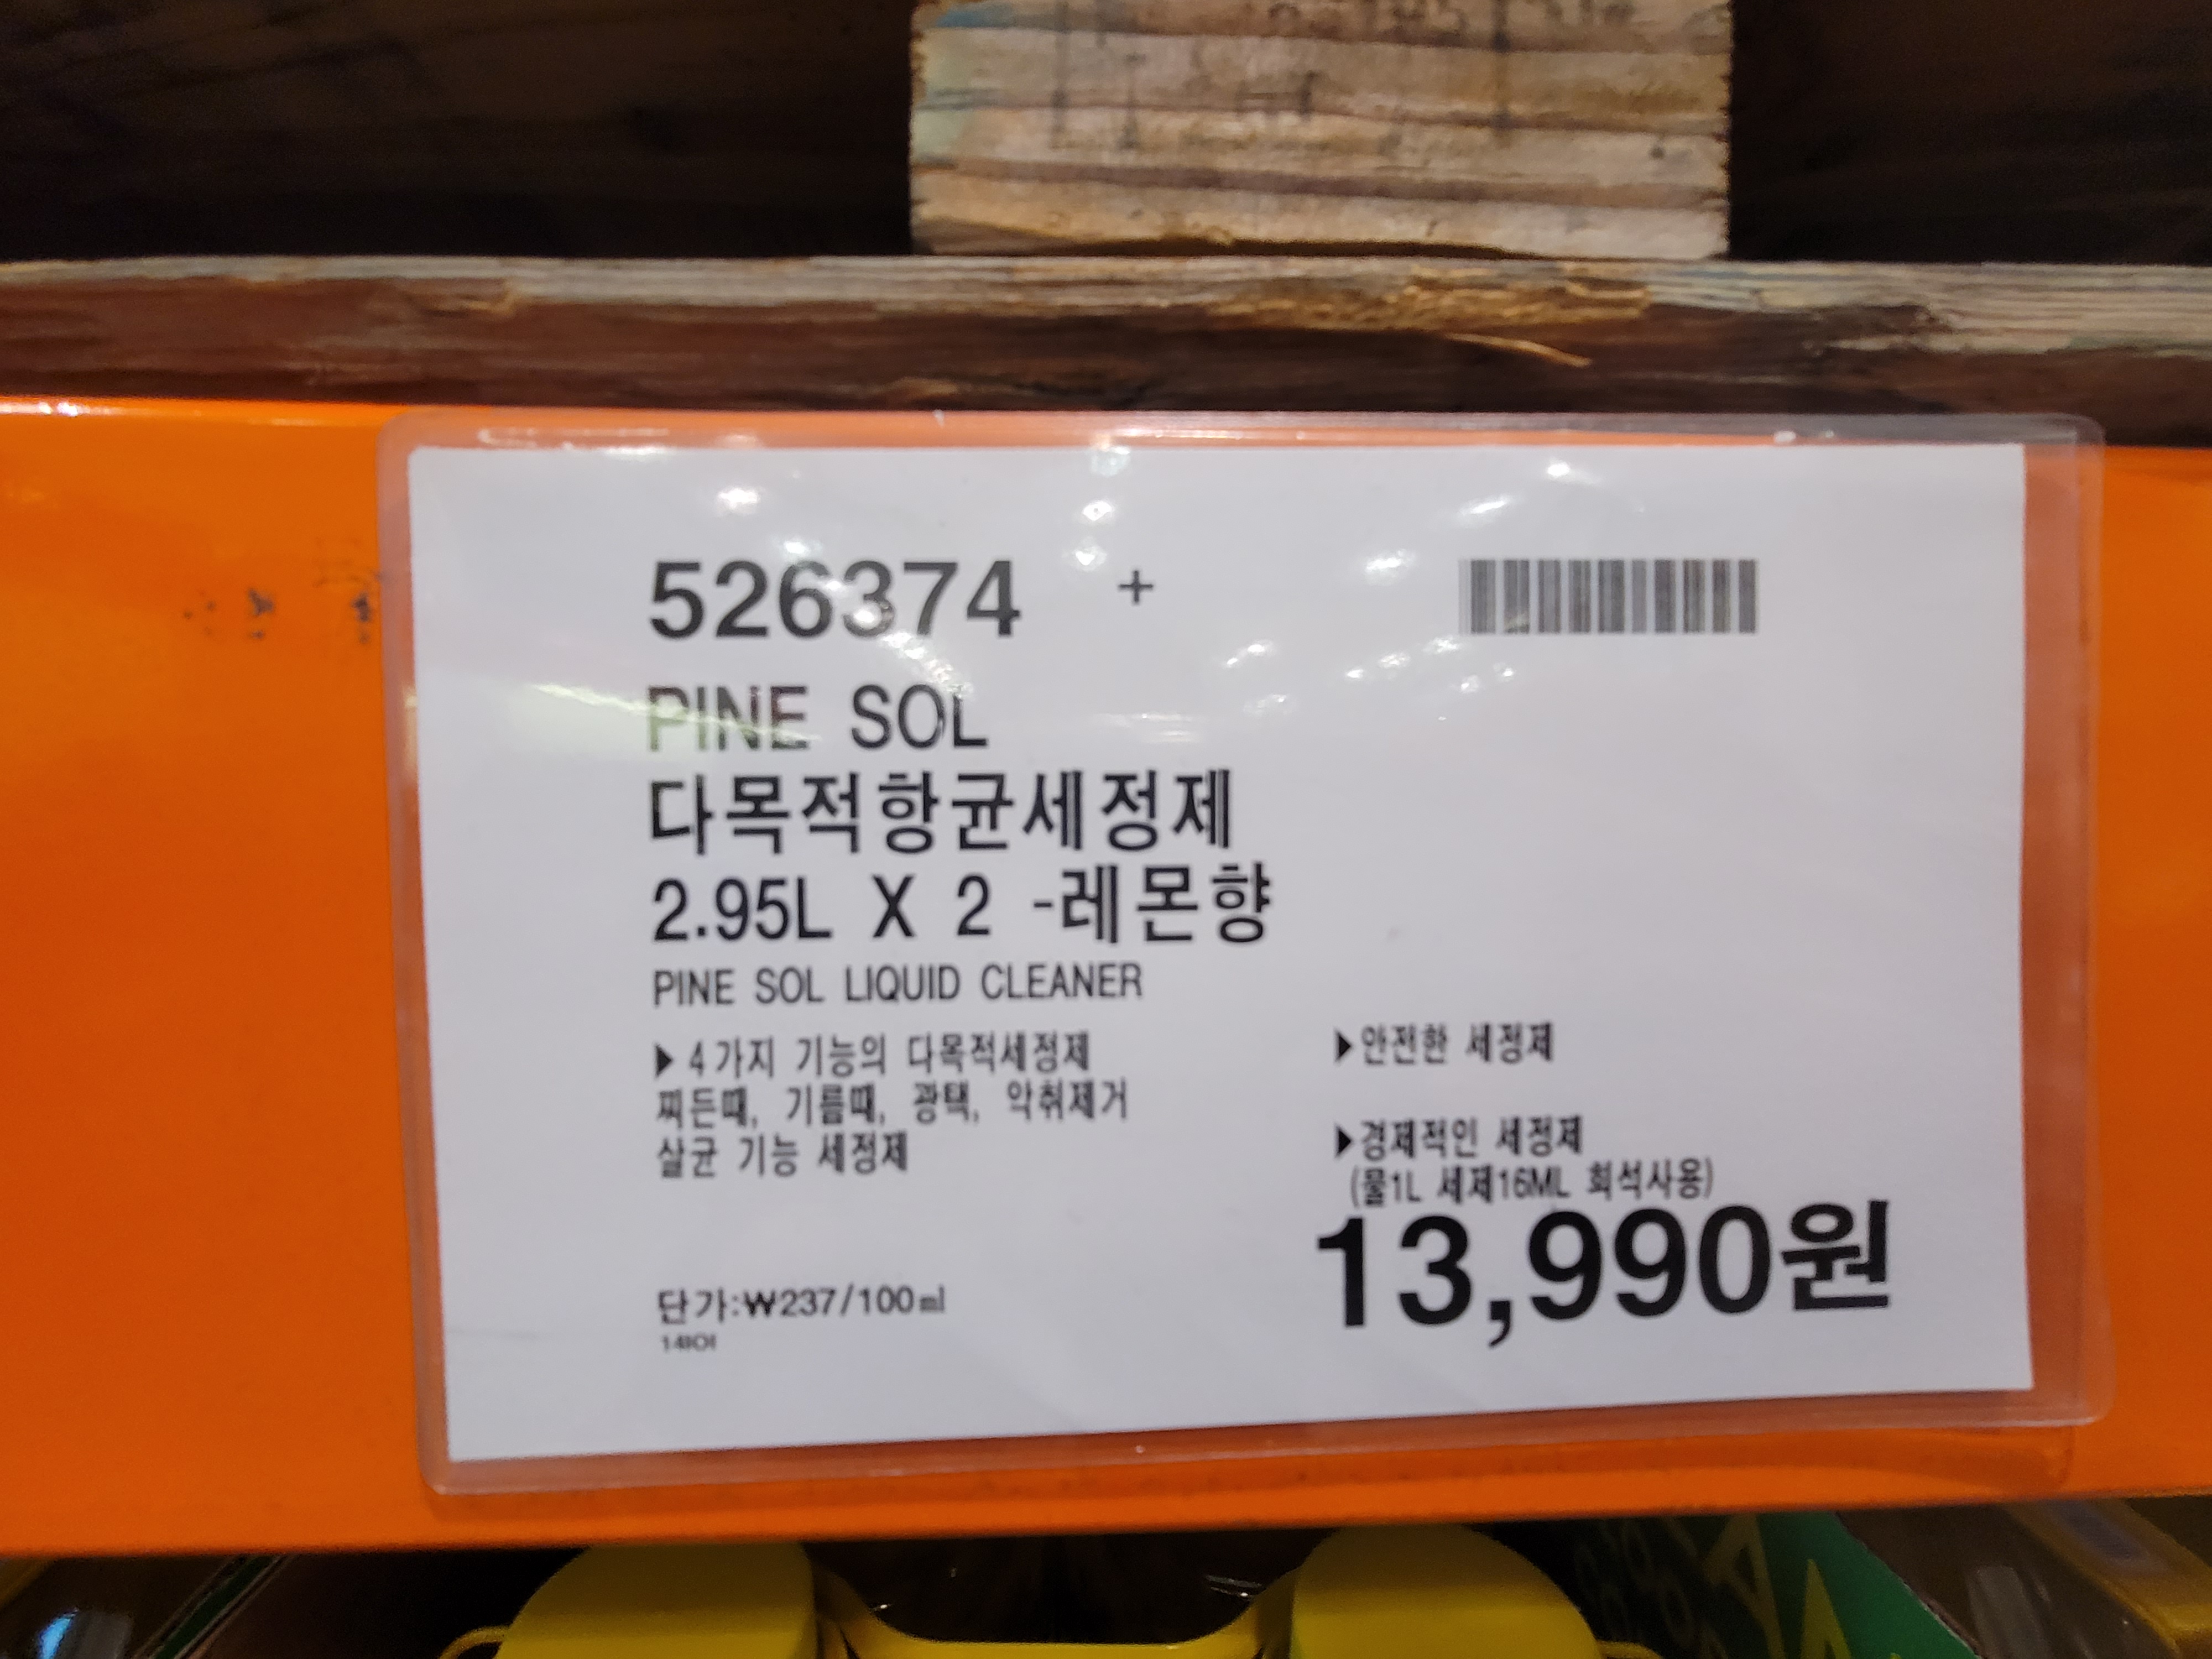 526374 +
PINE SOL
다목적항균세정제
2.95L X 2 -레몬향
PINE SOL LIQUID CLEANER
▶4가지 기능의 다목적세정제
찌든때, 기름때, 광택, 악취제거
살균 기능 세정제
▶안전한 세정제
▶경제적인 세정제
(물1L 세제16ML 희석사용)
13,990원
단가:₩237/100㎖